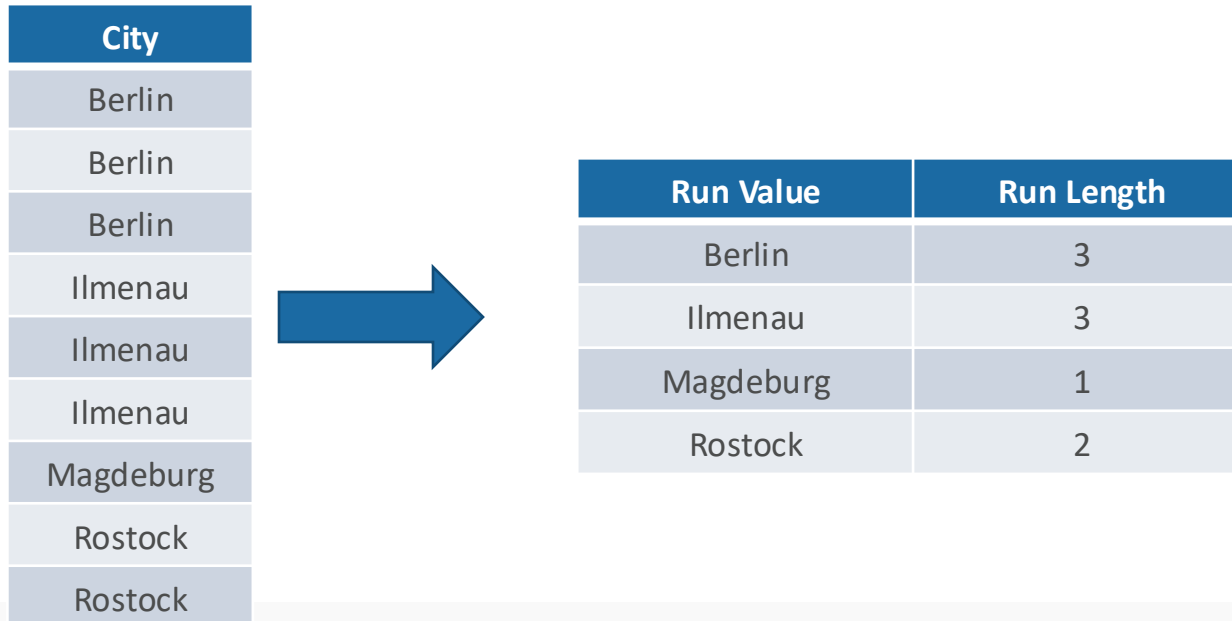 City
Berlin
Berlin
Berlin
Ilmenau
Ilmenau
Ilmenau
Magdeburg
Rostock
Rostock
Run Value Run Length
Berlin 3
Ilmenau 3
Magdeburg 1
Rostock 2